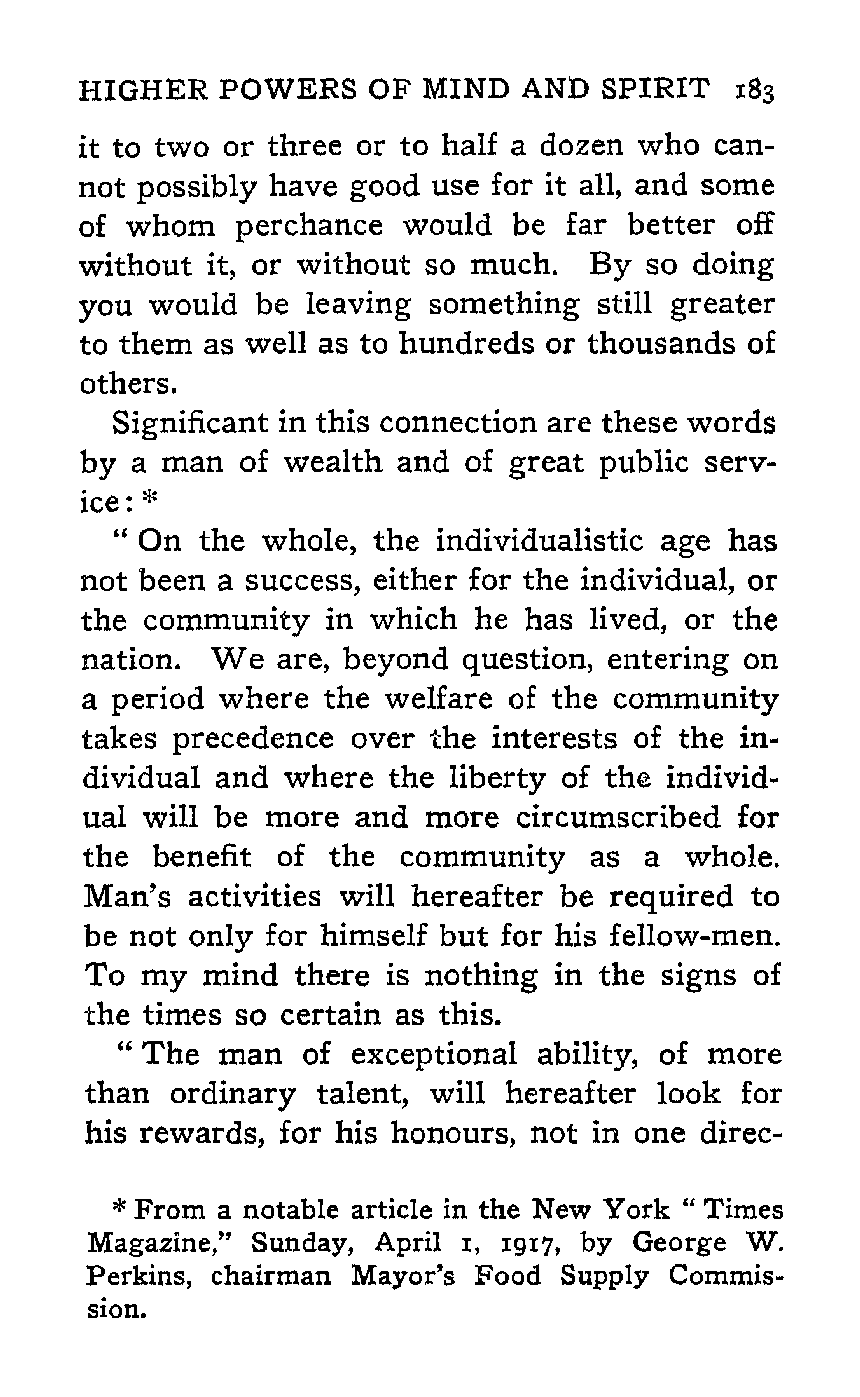 HIGHER POWERS OF MIND AND SPIRIT 183
it to two or three or to half a dozen who can-
not possibly have good use for it all, and some
of whom perchance would be far better off
without it, or without so much. By so doing
you would be leaving something still greater
to them as well as to hundreds or thousands of
others.
Significant in this connection are these words
by a man of wealth and of great public serv-
ice: *
" On the whole, the individualistic age has
not been a success, either for the individual, or
the community in which he has lived, or the
nation. We are, beyond question, entering on
a period where the welfare of the community
takes precedence over the interests of the in-
dividual and where the liberty of the individ-
ual will be more and more circumscribed for
the benefit of the community as a whole.
Man's activities will hereafter be required to
be not only for himself but for his fellow-men.
To my mind there is nothing in the signs of
the times so certain as this.
" The man of exceptional ability, of more
than ordinary talent, will hereafter look for
his rewards, for his honours, not in one direc-
* From a notable article in the New York " Times
Magazine," Sunday, April 1, 1917, by George W.
Perkins, chairman Mayor's Food Supply Commis-
sion.